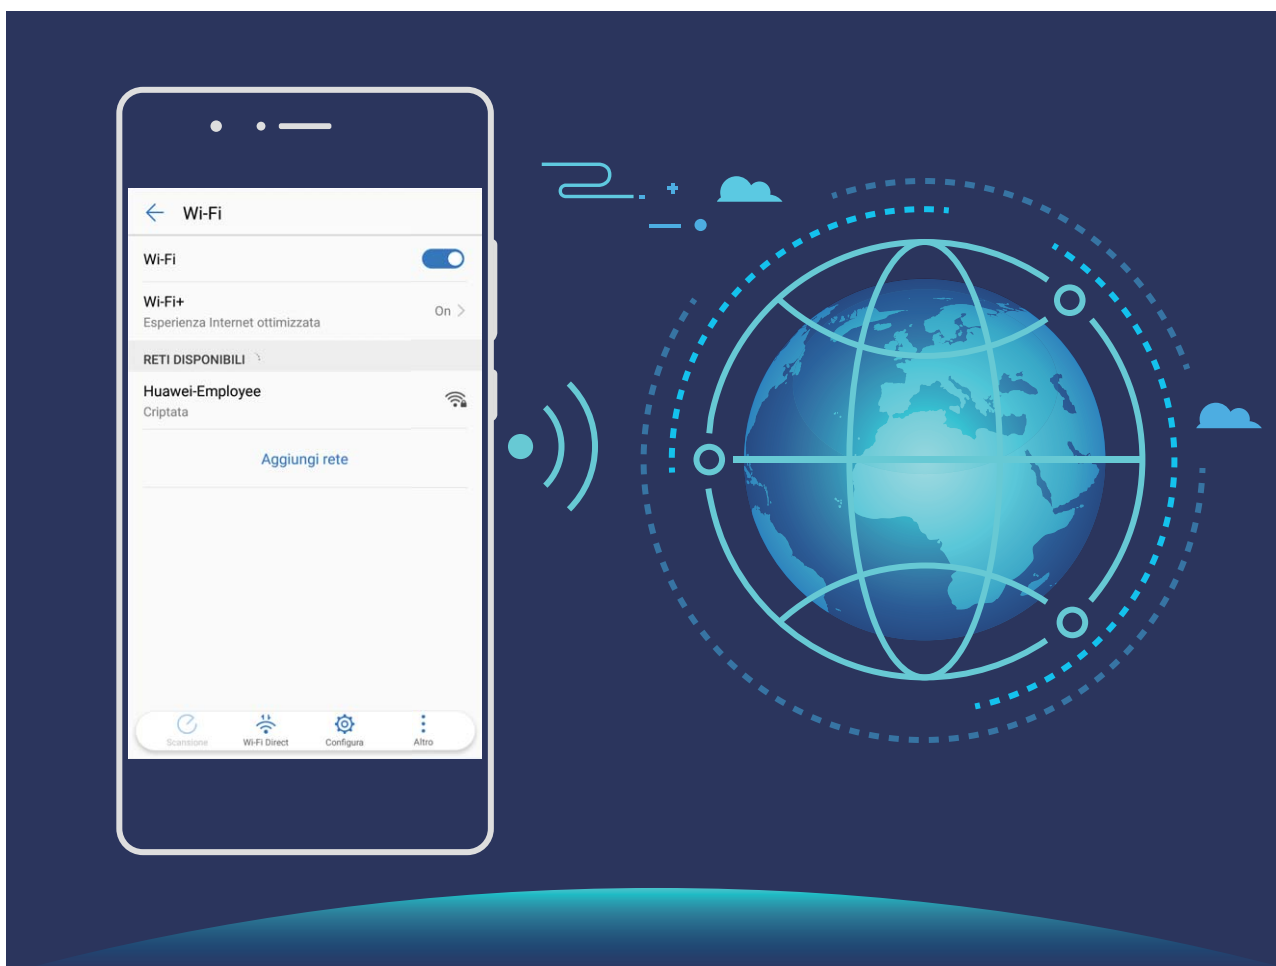 Wi-Fi
Wi-Fi
Wi-Fi+
Esperienza Internet ottimizzata
On
RETI DISPONIBILI
Huawei-Employee
Criptata
Aggiungi rete
Scansione
Wi-Fi Direct
Configura
Altro